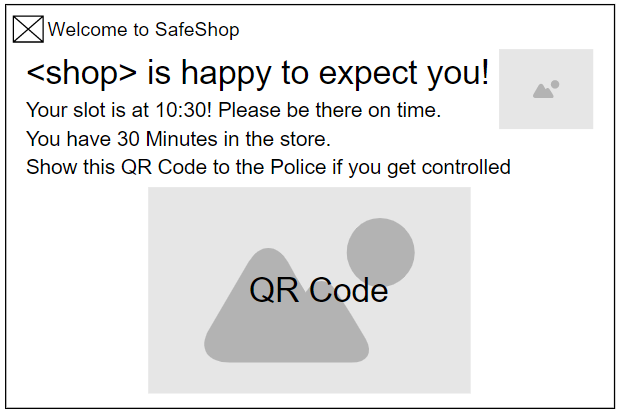 Welcome to SafeShop
<shop> is happy to expect you!
Your slot is at 10:30! Please be there on time.
You have 30 Minutes in the store.
Show this QR Code to the Police if you get controlled
QR Code